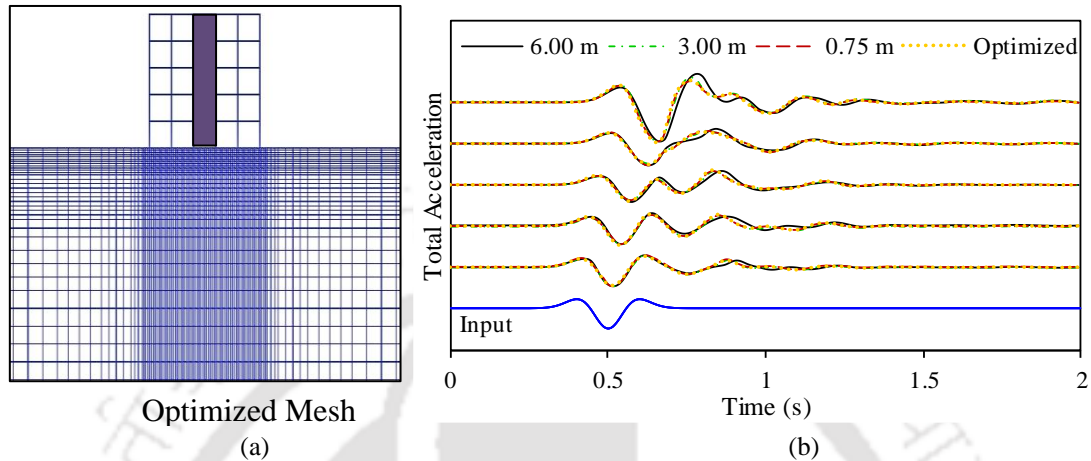 Optimized Mesh
(a)
6.00 m 3.00 m 0.75 m Optimized
Total Acceleration
Input
0 0.5 1 1.5 2
Time (s)
(b)